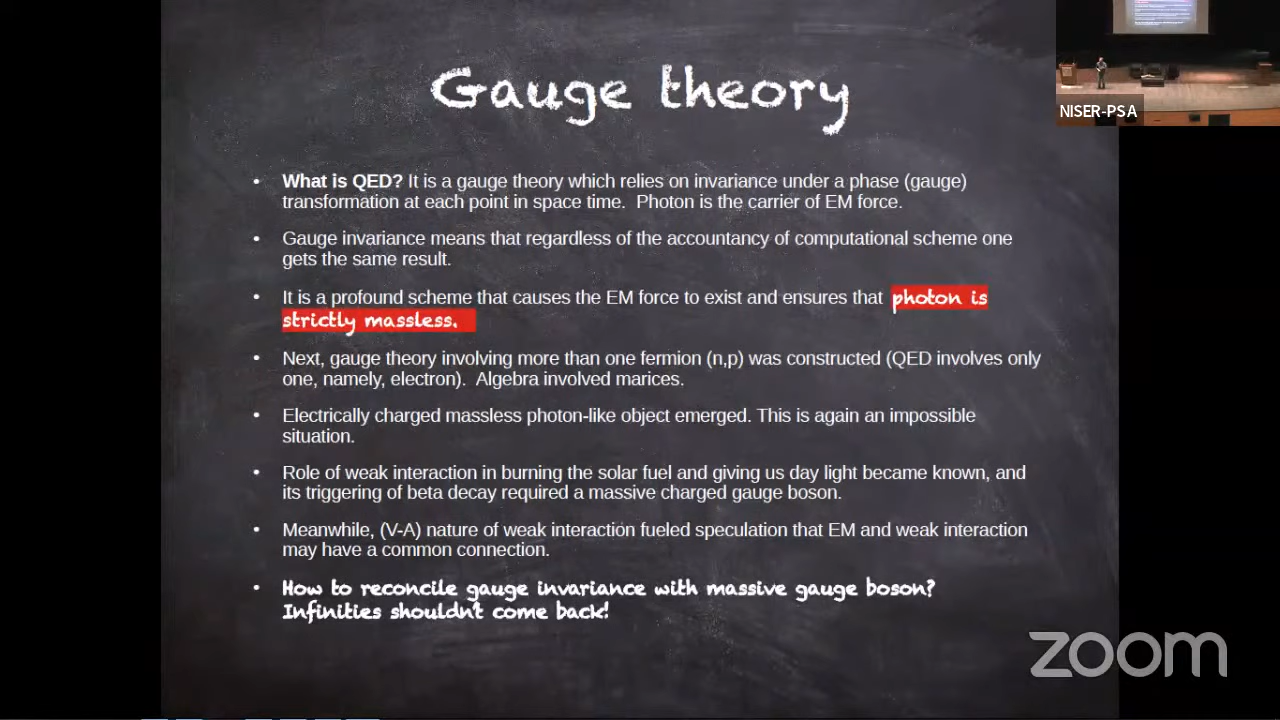 Gauge theory
NISER-PSA
• What is QED? It is a gauge theory which relies on invariance under a phase (gauge)
transformation at each point in space time. Photon is the carrier of EM force.
• Gauge invariance means that regardless of the accountancy of computational scheme one
gets the same result.
• It is a profound scheme that causes the EM force to exist and ensures that photon is
strictly massless.
• Next, gauge theory involving more than one fermion (n,p) was constructed (QED involves only
one, namely, electron). Algebra involved marices.
• Electrically charged massless photon-like object emerged. This is again an impossible
situation.
• Role of weak interaction in burning the solar fuel and giving us day light became known, and
its triggering of beta decay required a massive charged gauge boson.
• Meanwhile, (V-A) nature of weak interaction fueled speculation that EM and weak interaction
may have a common connection.
• How to reconcile gauge invariance with massive gauge boson?
Infinities shouldn't come back!
zoom